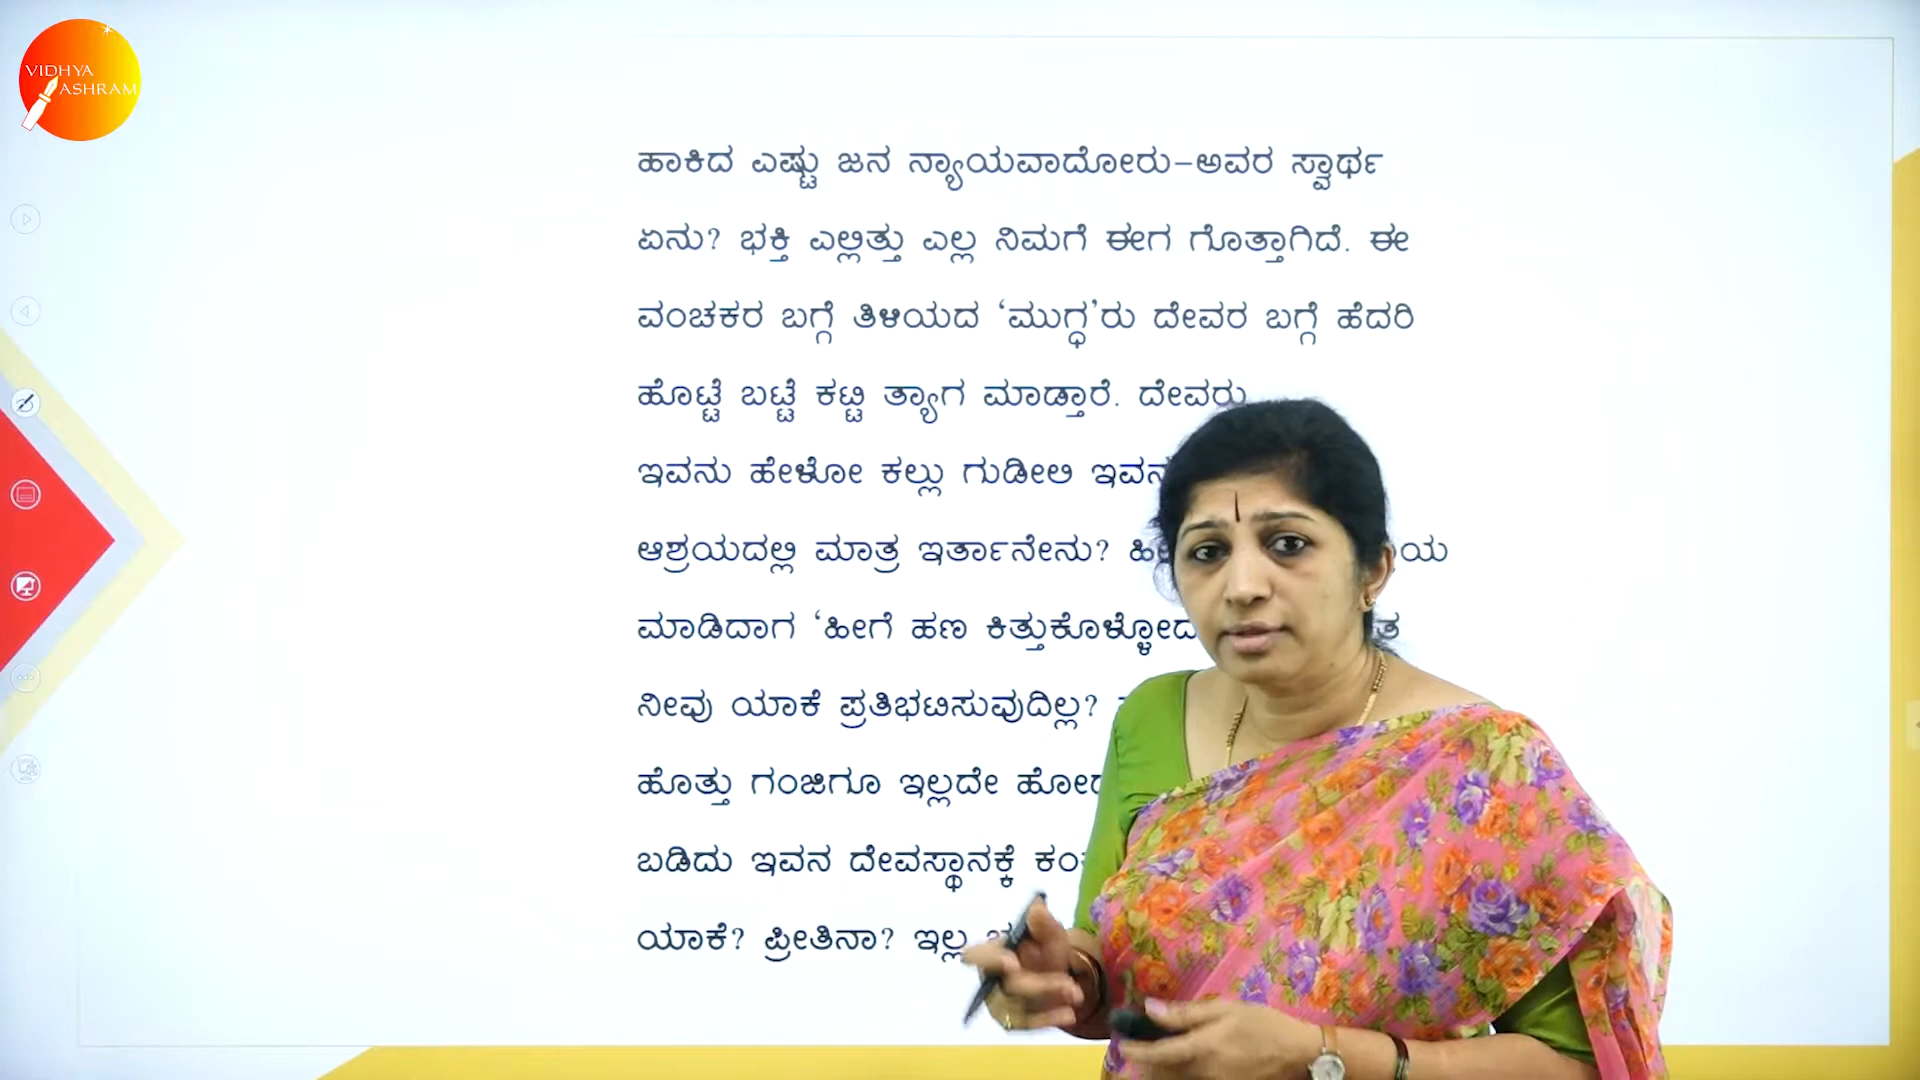 VIDHYA
ASHRAM
ಹಾಕಿದ ಎಷ್ಟು ಜನ ನ್ಯಾಯವಾದೋರು-ಅವರ ಸ್ವಾರ್ಥ
ಏನು? ಭಕ್ತಿ ಎಲ್ಲಿತ್ತು ಎಲ್ಲ ನಿಮಗೆ ಈಗ ಗೊತ್ತಾಗಿದೆ. ಈ
ವಂಚಕರ ಬಗ್ಗೆ ತಿಳಿಯದ ‘ಮುಗ್ಧ’ರು ದೇವರ ಬಗ್ಗೆ ಹೆದರಿ
ಹೊಟ್ಟೆ ಬಟ್ಟೆ ಕಟ್ಟಿ ತ್ಯಾಗ ಮಾಡ್ತಾರೆ. ದೇವರು
ಇವನು ಹೇಳೋ ಕಲ್ಲು ಗುಡೀಲಿ
ಆಶ್ರಯದಲ್ಲಿ ಮಾತ್ರ ಇರ್ತಾನೇನು?
ಮಾಡಿದಾಗ ‘ಹೀಗೆ ಹಣ
ನೀವು ಯಾಕೆ ಪ್ರತಿಭಟಿಸುವುದಿಲ್ಲ?
ಹೊತ್ತು ಗಂಜಿಗೂ ಇಲ್ಲದೇ
ಬಡಿದು ಇವನ ದೇವಸ್ಥಾನಕ್ಕೆ
ಯಾಕೆ? ಪ್ರೀತಿನಾ? ಇಲ್ಲ